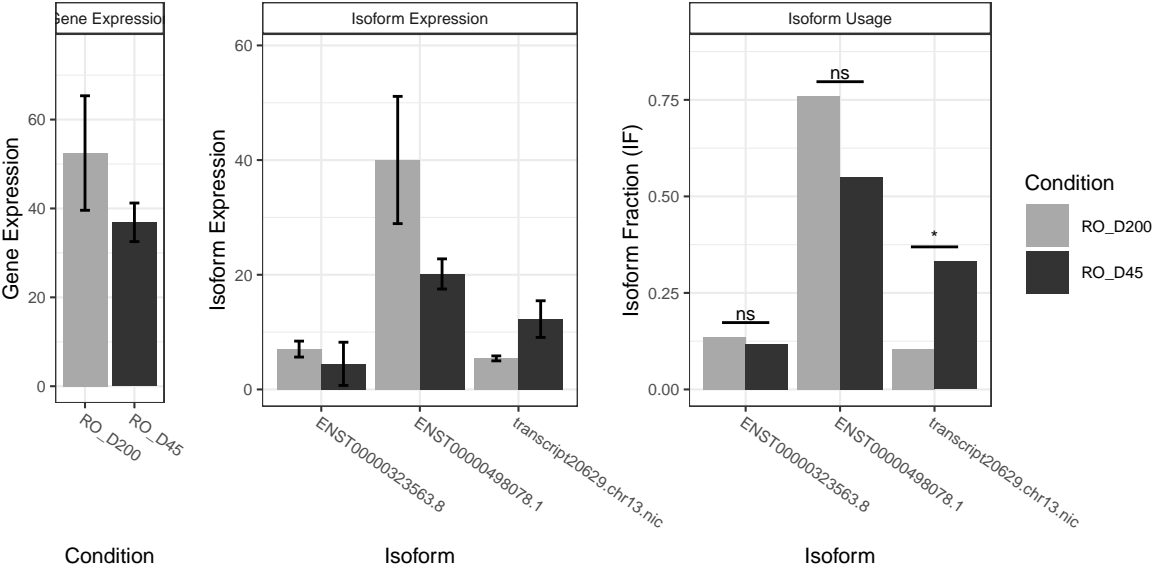 Gene Expression
Isoform Expression
Isoform Usage
Gene Expression
60
40
20
0
RO_D200
RO_D45
Condition
Isoform Expression
60
40
20
0
ENST00000323563.8
ENST00000498078.1
transcript20629.chr13.nic
Isoform
Isoform Fraction (IF)
0.75
0.50
0.25
0.00
ns
ns
*
ENST00000323563.8
ENST00000498078.1
transcript20629.chr13.nic
Isoform
Condition
RO_D200
RO_D45